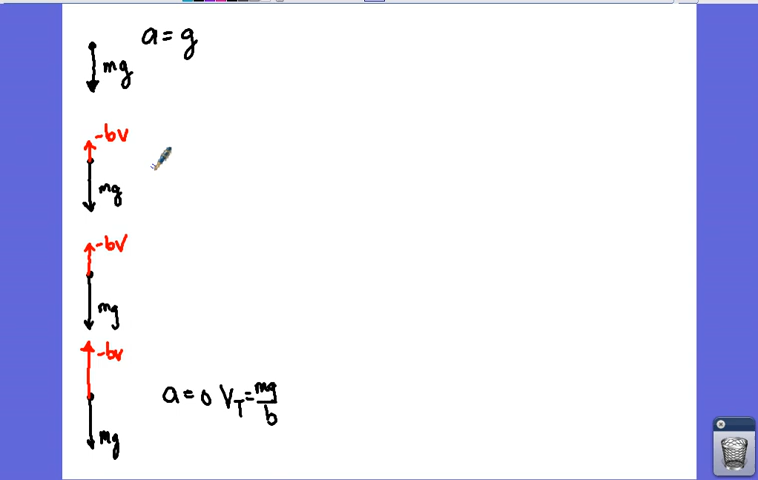 a = g
mg
-bv
mg
-bv
mg
-bv
a = 0 V_T = mg/b
mg